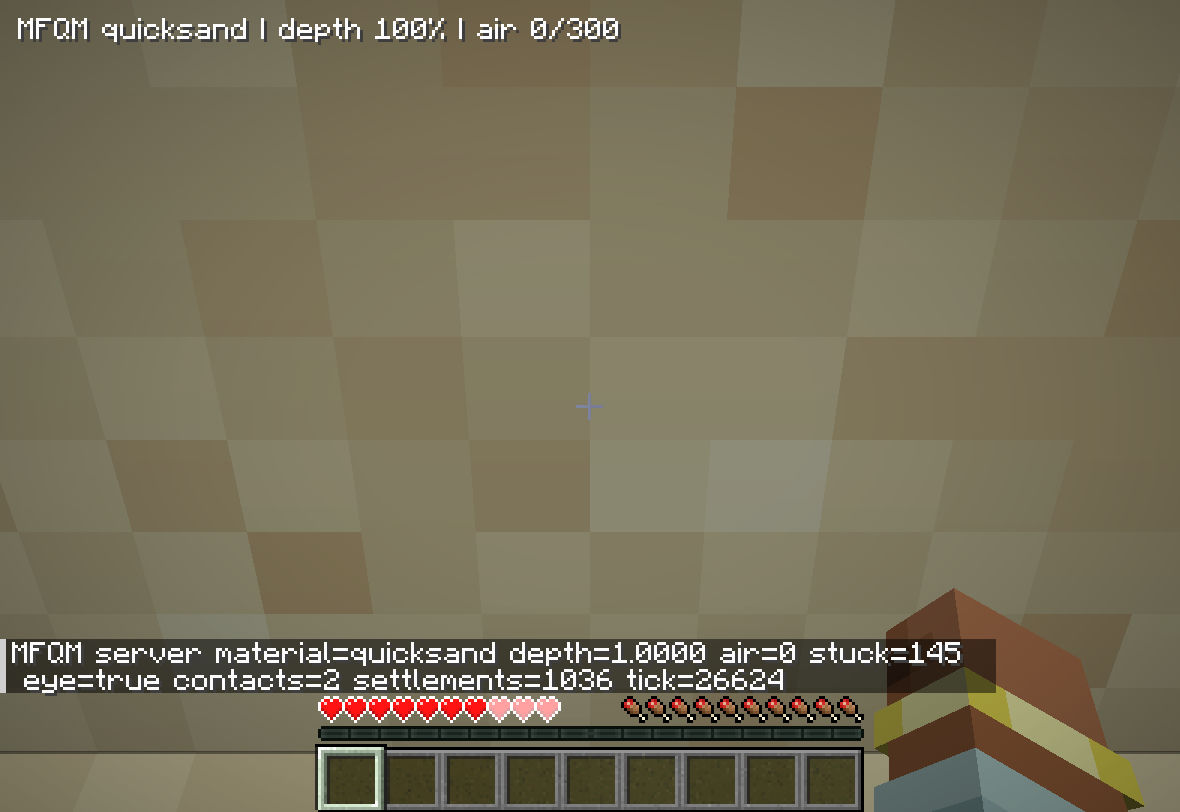 MFQM quicksand | depth 100% | air 0/300
MFQM server material=quicksand depth=1.0000 air=0 stuck=145
eye=true contacts=2 settlements=1036 tick=26624